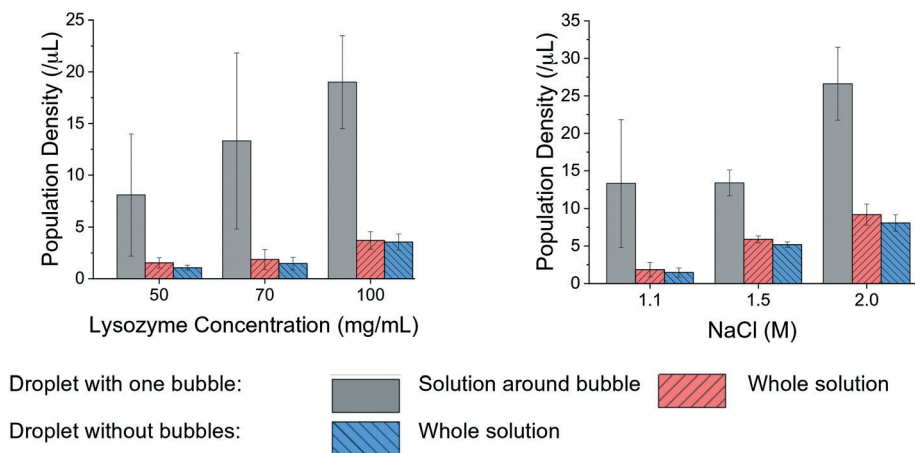 Population Density (/μL)
25
20
15
10
5
0
50 70 100
Lysozyme Concentration (mg/mL)
Population Density (/μL)
35
30
25
20
15
10
5
0
1.1 1.5 2.0
NaCl (M)
Droplet with one bubble: Solution around bubble Whole solution
Droplet without bubbles: Whole solution